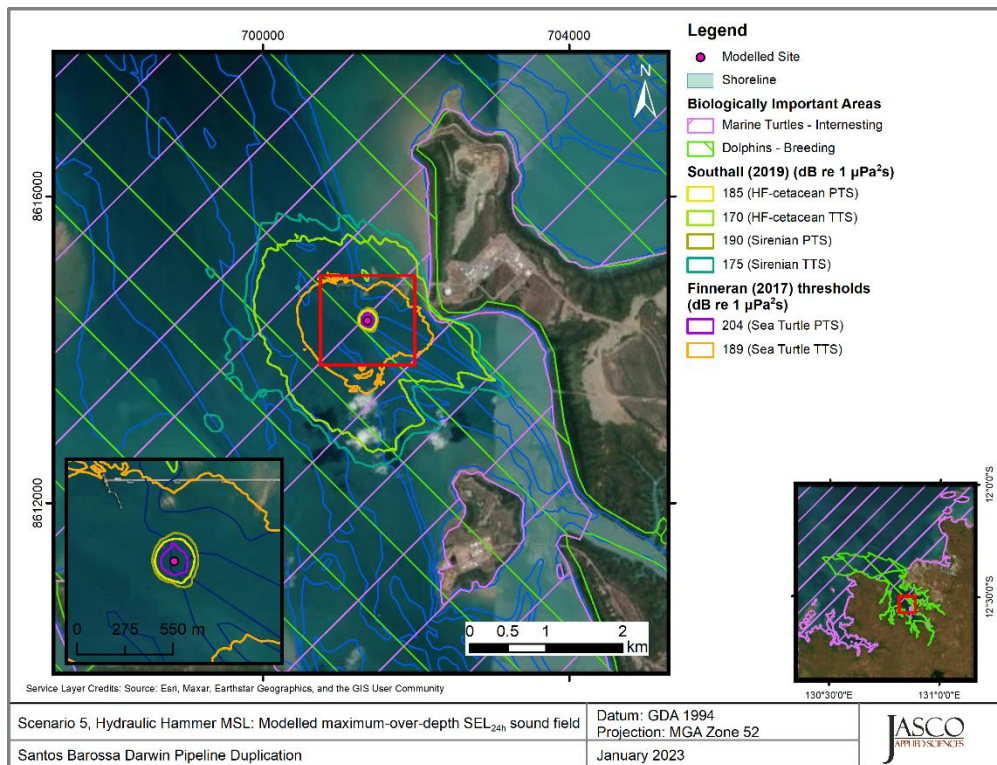 700000
704000
8616000
8612000
N
0 275 550 m
0 0.5 1 2
km
Service Layer Credits: Source: Esri, Maxar, Earthstar Geographics, and the GIS User Community
Legend
Modelled Site
Shoreline
Biologically Important Areas
Marine Turtles - Internesting
Dolphins - Breeding
Southall (2019) (dB re 1 µPa²s)
185 (HF-cetacean PTS)
170 (HF-cetacean TTS)
190 (Sirenian PTS)
175 (Sirenian TTS)
Finneran (2017) thresholds
(dB re 1 µPa²s)
204 (Sea Turtle PTS)
189 (Sea Turtle TTS)
12°0'0"S
12°30'0"S
130°30'0"E
131°0'0"E
Scenario 5, Hydraulic Hammer MSL: Modelled maximum-over-depth SEL24h sound field
Santos Barossa Darwin Pipeline Duplication
Datum: GDA 1994
Projection: MGA Zone 52
January 2023
JASCO
APPLIED SCIENCES